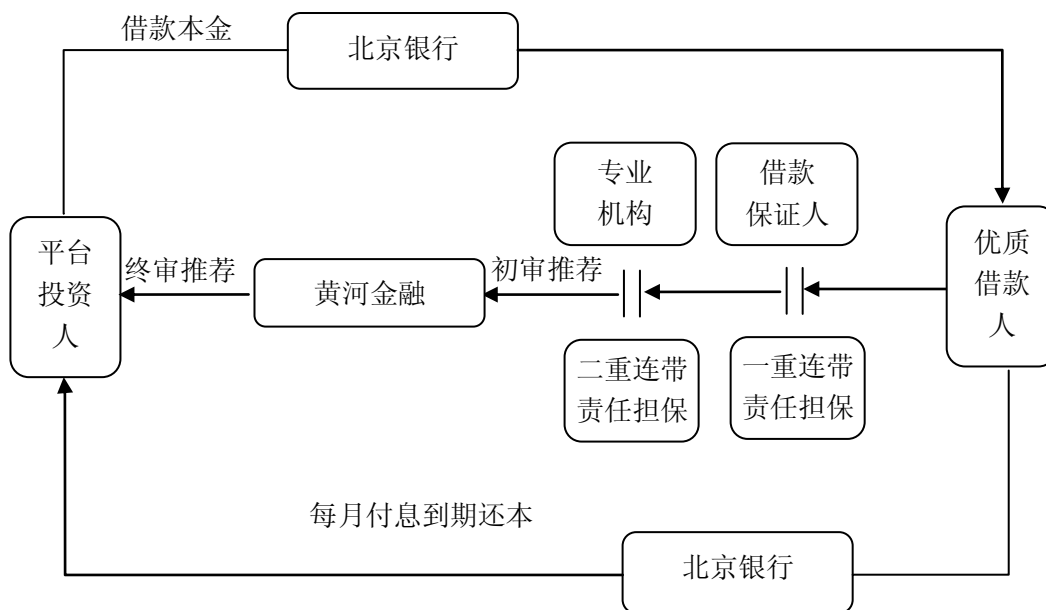 借款本金
北京银行
专业
机构
借款
保证人
平台
投资
人
终审推荐
黄河金融
初审推荐
优质
借款
人
二重连带
责任担保
一重连带
责任担保
每月付息到期还本
北京银行